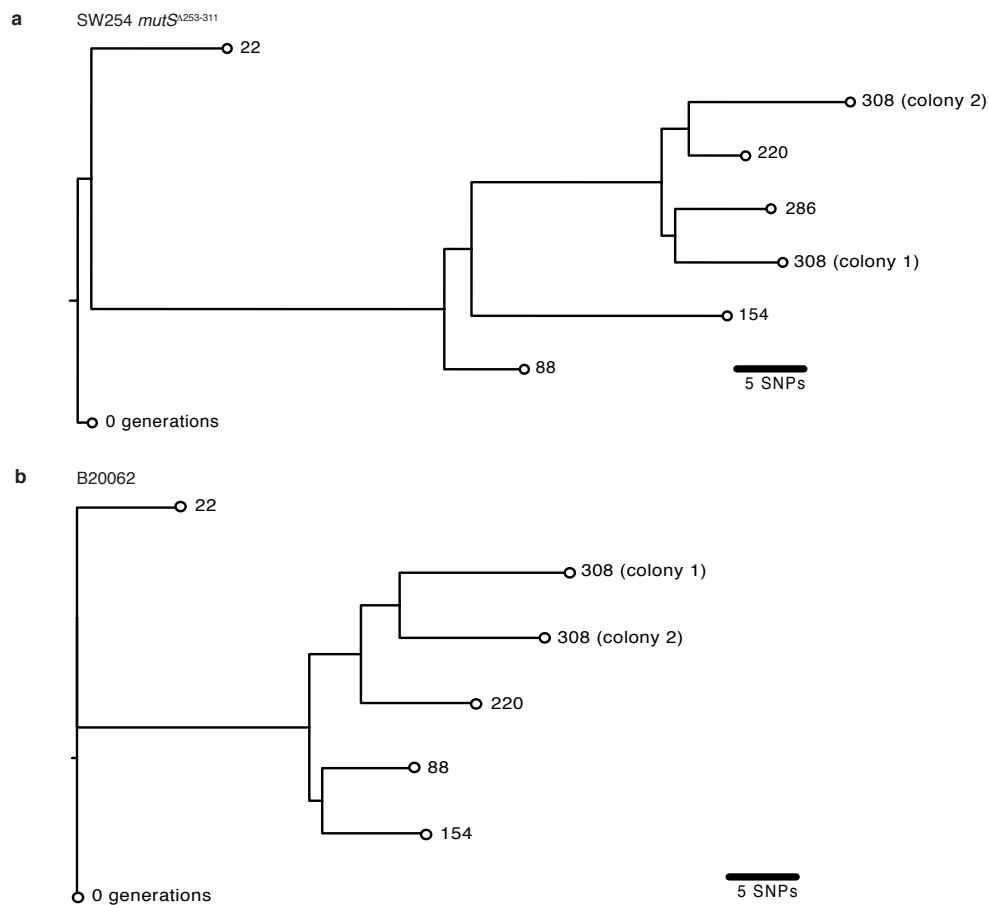 a
SW254 mutSΔ253-311
22
308 (colony 2)
220
286
308 (colony 1)
154
88
5 SNPs
0 generations
b
B20062
22
308 (colony 1)
308 (colony 2)
220
88
154
5 SNPs
0 generations